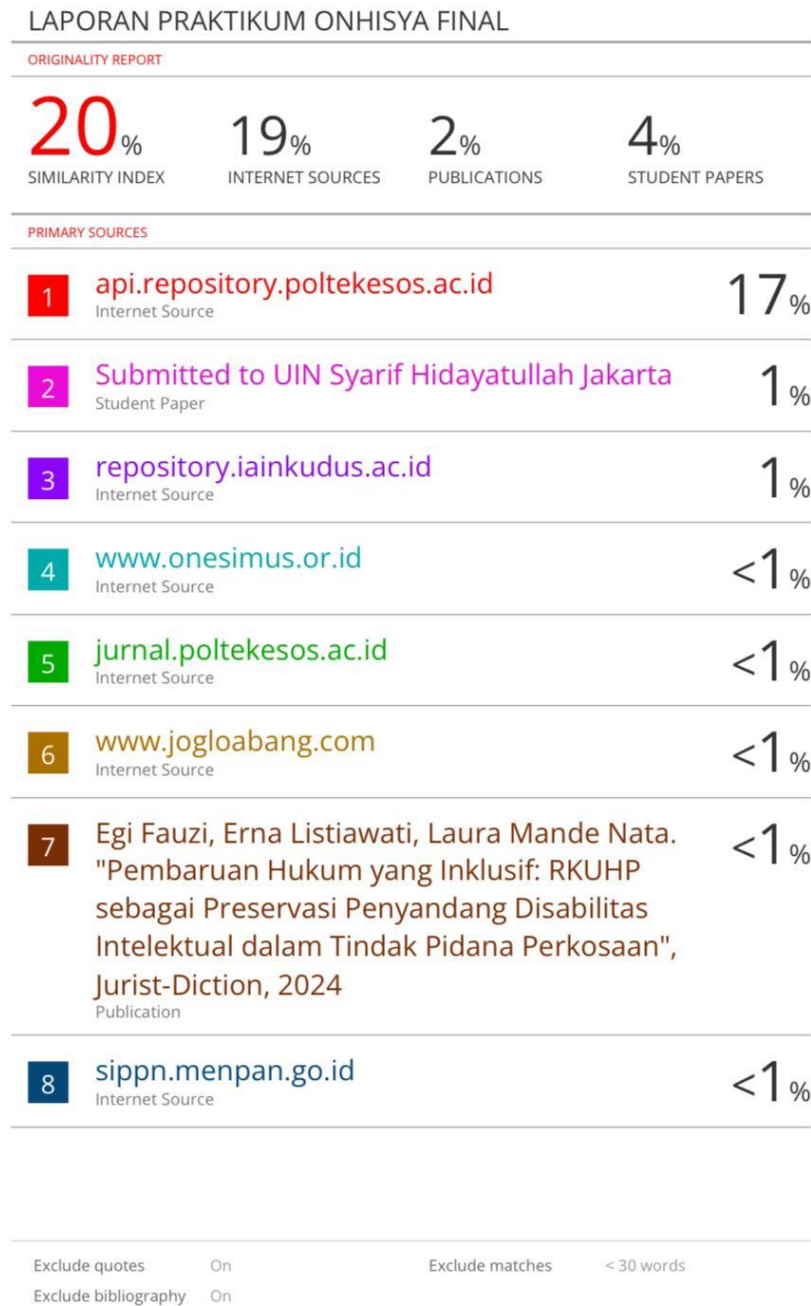 LAPORAN PRAKTIKUM ONHISYA FINAL
ORIGINALITY REPORT
20%
SIMILARITY INDEX
19%
INTERNET SOURCES
2%
PUBLICATIONS
4%
STUDENT PAPERS
PRIMARY SOURCES
1 api.repository.poltekesos.ac.id 17%
Internet Source
2 Submitted to UIN Syarif Hidayatullah Jakarta 1%
Student Paper
3 repository.iainkudus.ac.id 1%
Internet Source
4 www.onesimus.or.id <1%
Internet Source
5 jurnal.poltekesos.ac.id <1%
Internet Source
6 www.jogloabang.com <1%
Internet Source
7 Egi Fauzi, Erna Listiawati, Laura Mande Nata. <1%
"Pembaruan Hukum yang Inklusif: RKUHP
sebagai Preservasi Penyandang Disabilitas
Intelektual dalam Tindak Pidana Perkosaan",
Jurist-Diction, 2024
Publication
8 sippn.menpan.go.id <1%
Internet Source
Exclude quotes On Exclude matches < 30 words
Exclude bibliography On